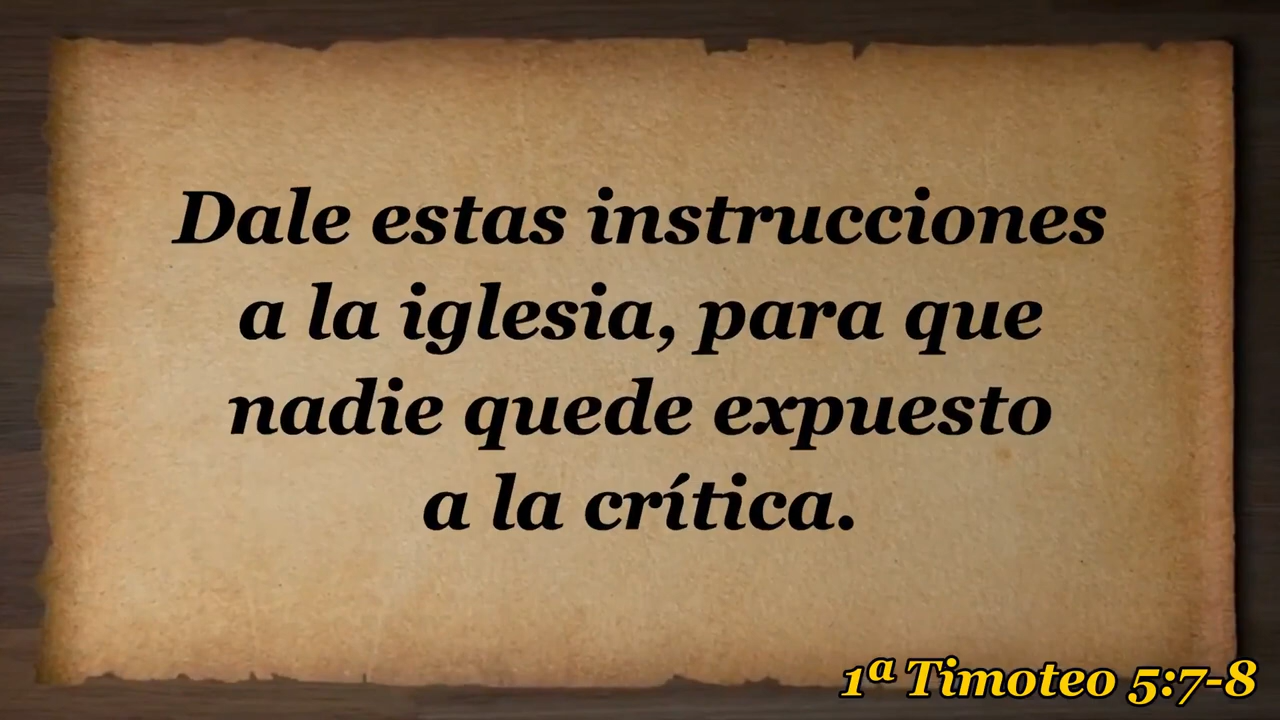 Dale estas instrucciones
a la iglesia, para que
nadie quede expuesto
a la crítica.
1ª Timoteo 5:7-8